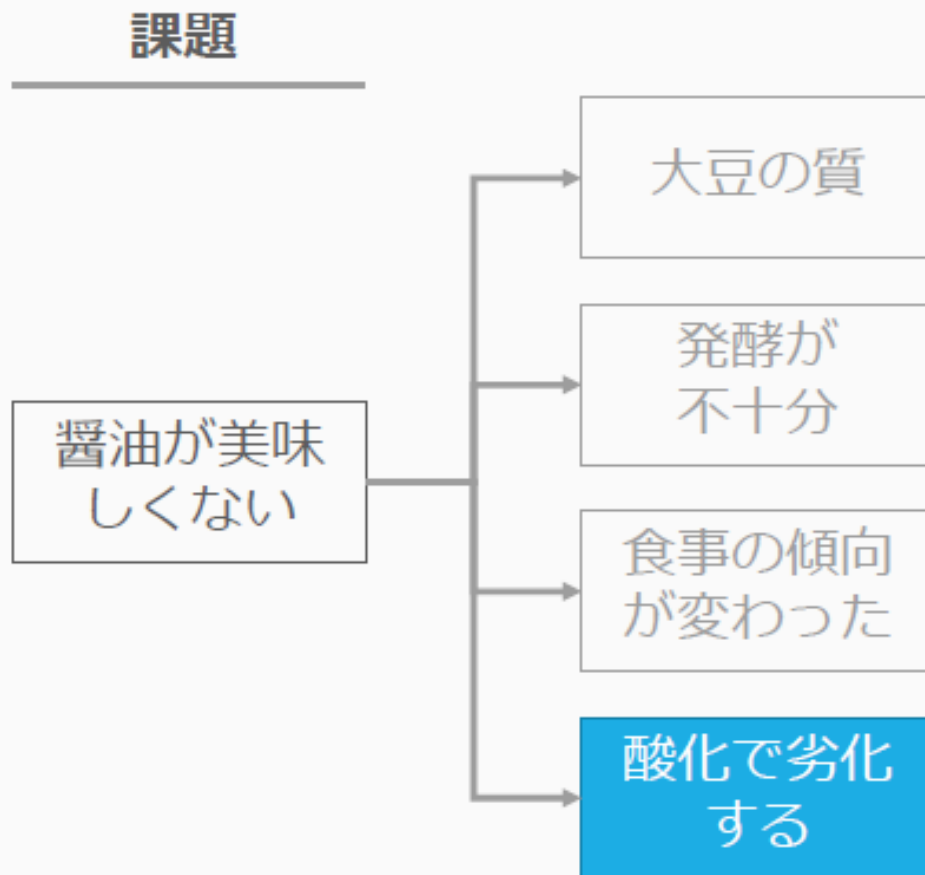 課題
大豆の質
発酵が
不十分
醤油が美味
しくない
食事の傾向
が変わった
酸化で劣化
する